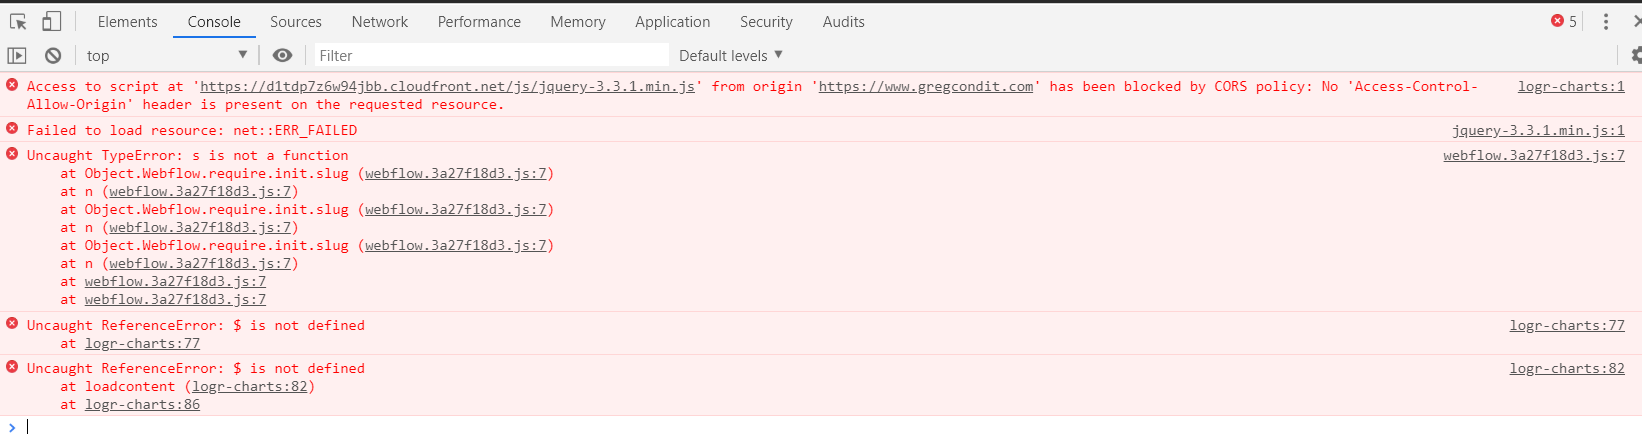 Elements Console Sources Network Performance Memory Application Security Audits 5
top Filter Default levels
Access to script at 'https://d1tdp7z6w94jbb.cloudfront.net/js/jquery-3.3.1.min.js' from origin 'https://www.gregcondit.com' has been blocked by CORS policy: No 'Access-Control- logr-charts:1
Allow-Origin' header is present on the requested resource.
Failed to load resource: net::ERR_FAILED jquery-3.3.1.min.js:1
Uncaught TypeError: s is not a function webflow.3a27f18d3.js:7
at Object.Webflow.require.init.slug (webflow.3a27f18d3.js:7)
at n (webflow.3a27f18d3.js:7)
at Object.Webflow.require.init.slug (webflow.3a27f18d3.js:7)
at n (webflow.3a27f18d3.js:7)
at Object.Webflow.require.init.slug (webflow.3a27f18d3.js:7)
at n (webflow.3a27f18d3.js:7)
at webflow.3a27f18d3.js:7
at webflow.3a27f18d3.js:7
Uncaught ReferenceError: $ is not defined logr-charts:77
at logr-charts:77
Uncaught ReferenceError: $ is not defined logr-charts:82
at loadcontent (logr-charts:82)
at logr-charts:86